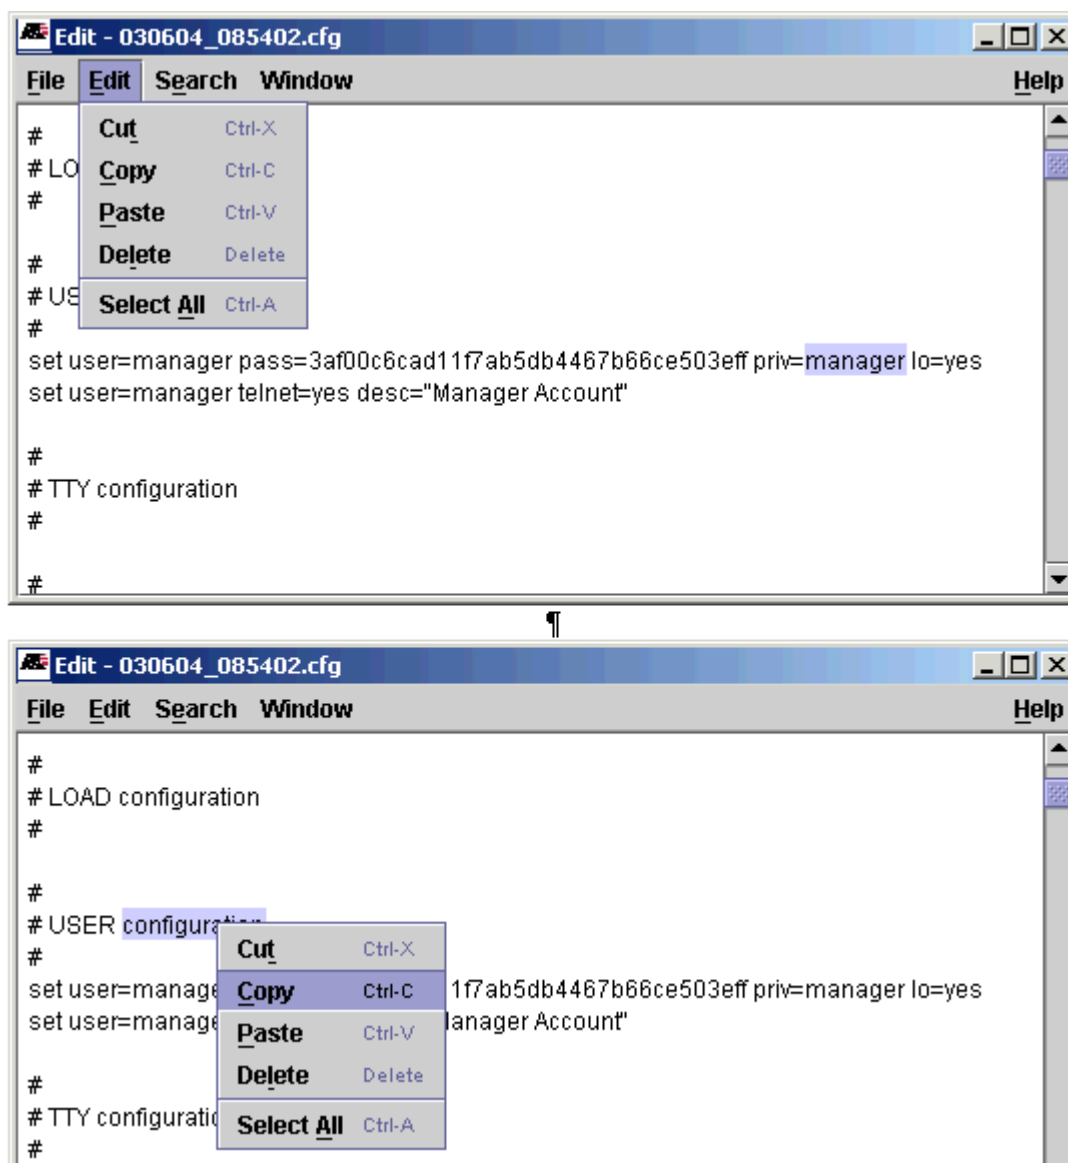 Edit - 030604_085402.cfg
File Edit Search Window Help
Cut Ctrl-X
Copy Ctrl-C
Paste Ctrl-V
Delete Delete
Select All Ctrl-A
#
# LO
#
#
# US
#
set user=manager pass=3af00c6cad11f7ab5db4467b66ce503eff priv=manager lo=yes
set user=manager telnet=yes desc="Manager Account"
#
# TTY configuration
#
#
¶
Edit - 030604_085402.cfg
File Edit Search Window Help
#
# LOAD configuration
#
#
# USER configuration
#
set user=manage 1f7ab5db4467b66ce503eff priv=manager lo=yes
set user=manage lanager Account"
Cut Ctrl-X
Copy Ctrl-C
Paste Ctrl-V
Delete Delete
Select All Ctrl-A
#
# TTY configuratio
#